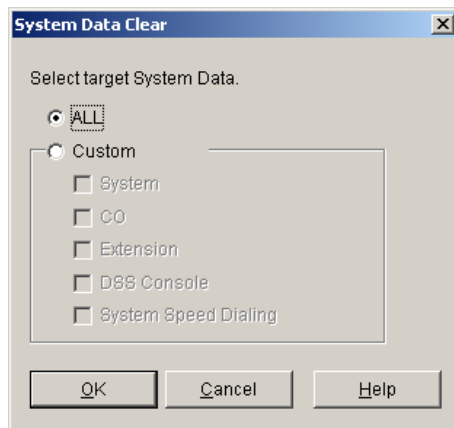 System Data Clear
Select target System Data.
ALL
Custom
System
CO
Extension
DSS Console
System Speed Dialing
OK Cancel Help